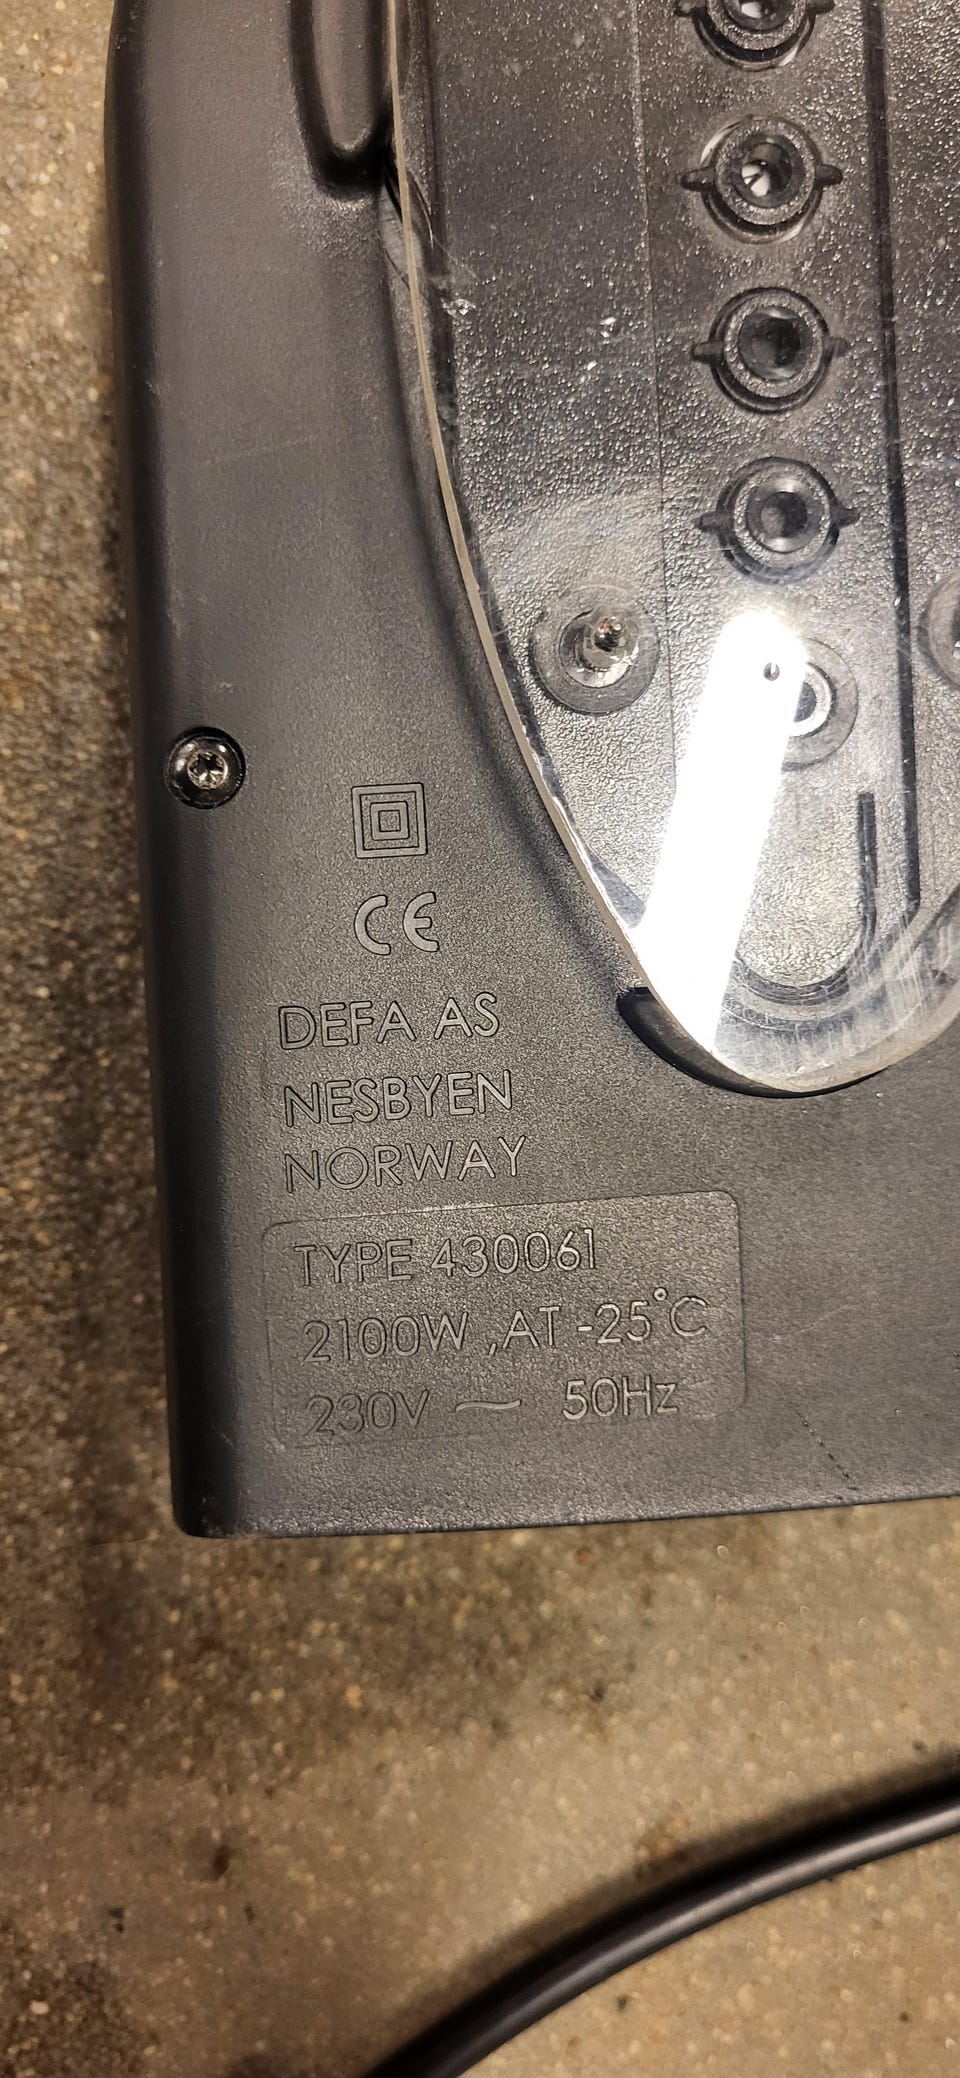 CE
DEFA AS
NESBYEN
NORWAY
TYPE 430061
2100W ,AT -25°C
230V ~ 50Hz